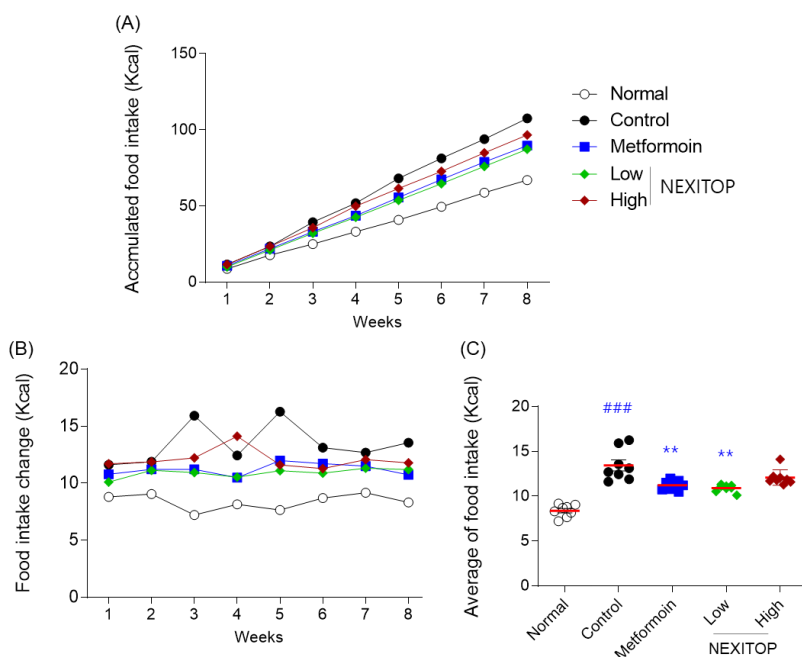 (A)
Accmulated food intake (Kcal)
150
100
50
0
1 2 3 4 5 6 7 8
Weeks
Normal
Control
Metformoin
Low
High
NEXITOP
(B)
Food intake change (Kcal)
20
15
10
5
0
1 2 3 4 5 6 7 8
Weeks
(C)
Average of food intake (Kcal)
20
15
10
5
0
###
**
**
Normal
Control
Metformoin
Low
High
NEXITOP